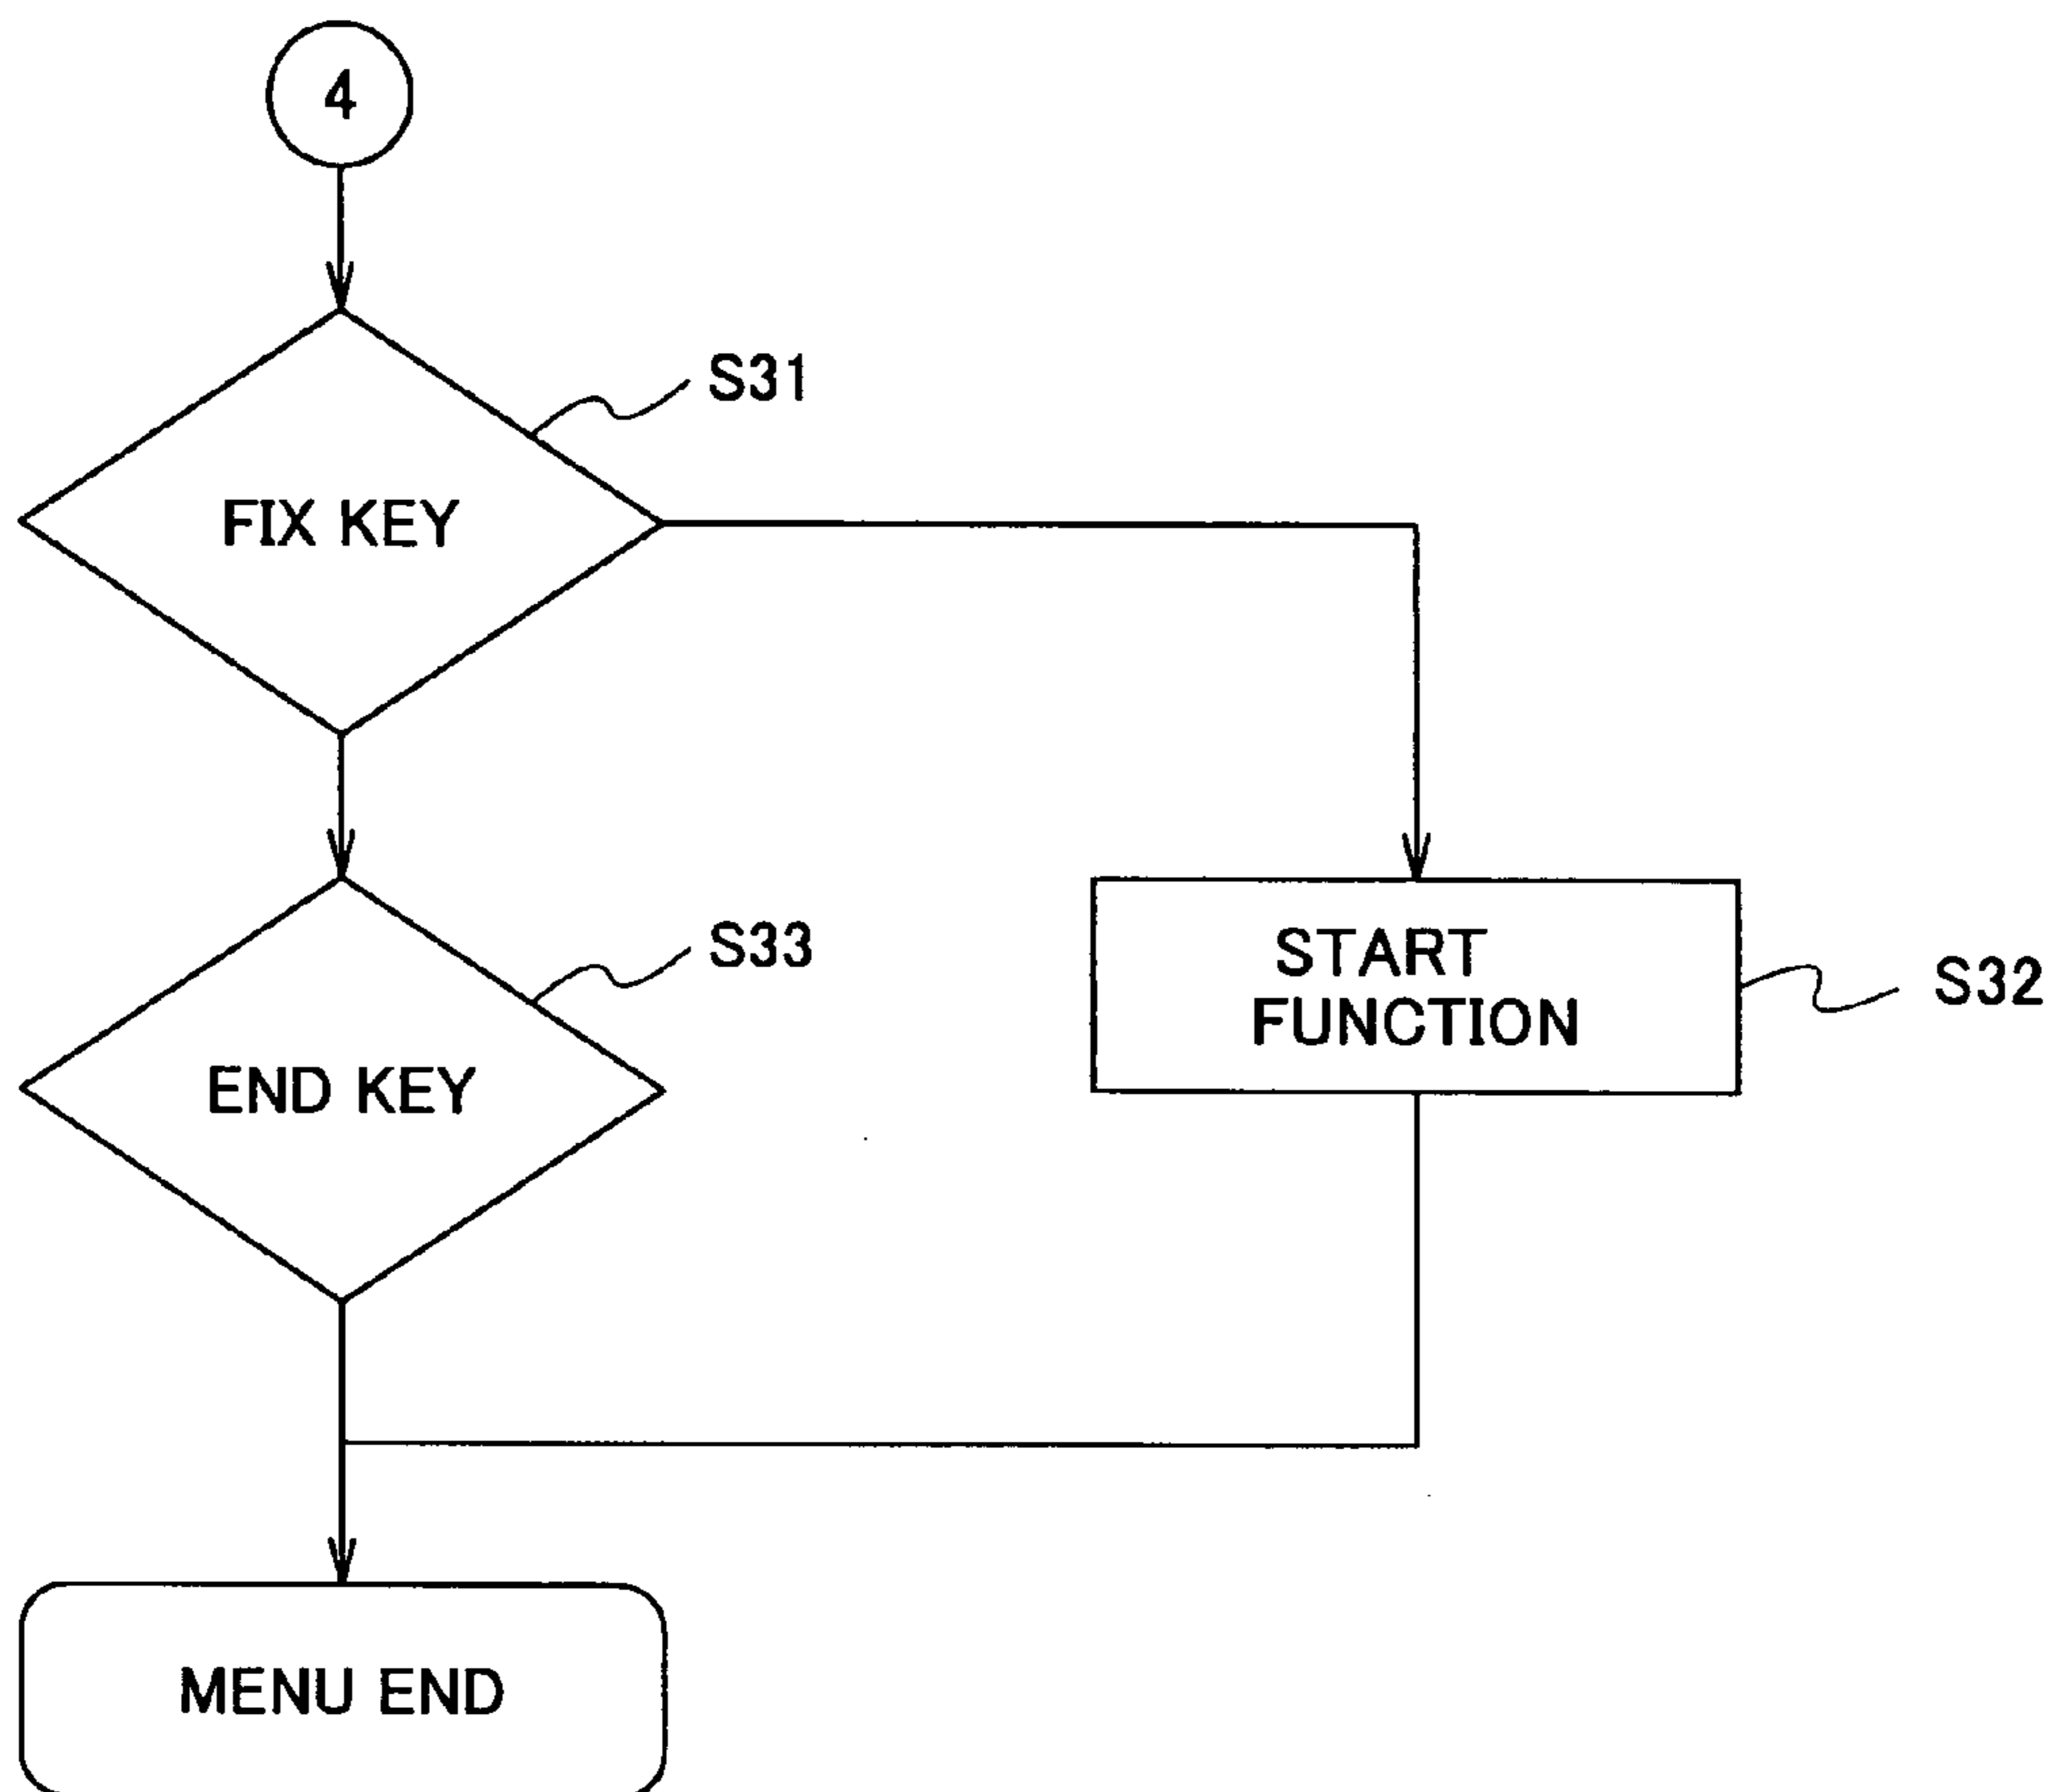 4
S31
FIX KEY
S33
START
FUNCTION
S32
END KEY
MENU END